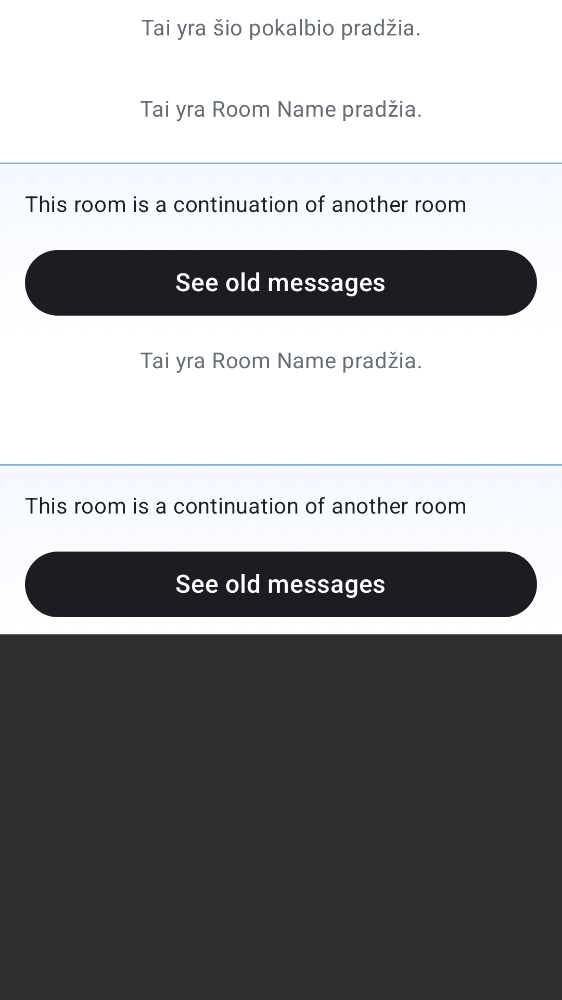 Tai yra šio pokalbio pradžia.
Tai yra Room Name pradžia.
This room is a continuation of another room
See old messages
Tai yra Room Name pradžia.
This room is a continuation of another room
See old messages